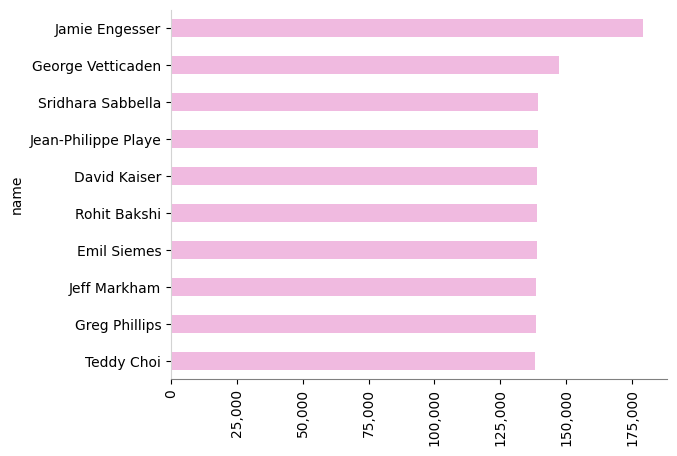 Jamie Engesser
George Vetticaden
Sridhara Sabbella
Jean-Philippe Playe
David Kaiser
Rohit Bakshi
Emil Siemes
Jeff Markham
Greg Phillips
Teddy Choi
name
0
25,000
50,000
75,000
100,000
125,000
150,000
175,000